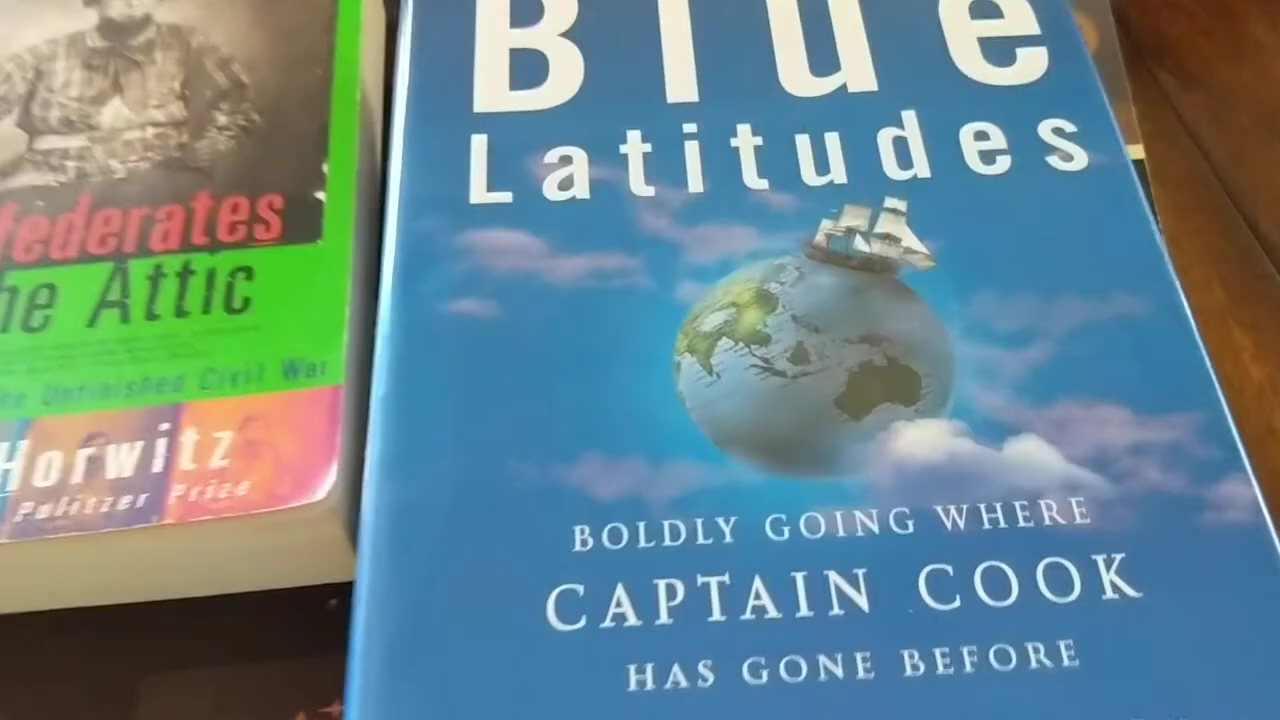 federates
he Attic
he Unfinished Civil War
Horwitz
Pulitzer Prize
Blue
Latitudes
BOLDLY GOING WHERE
CAPTAIN COOK
HAS GONE BEFORE